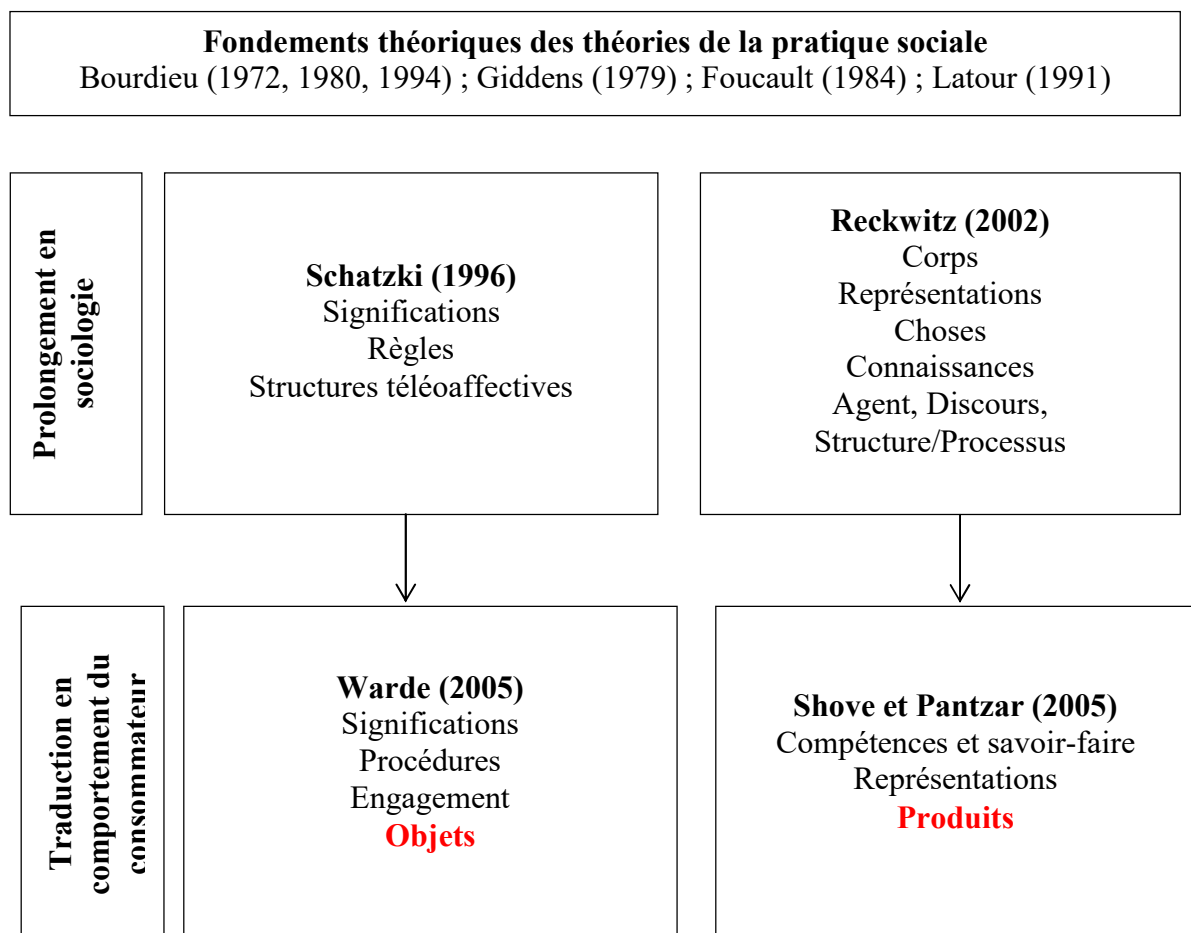 Fondements théoriques des théories de la pratique sociale
Bourdieu (1972, 1980, 1994) ; Giddens (1979) ; Foucault (1984) ; Latour (1991)
Prolongement en
sociologie
Schatzki (1996)
Significations
Règles
Structures téléoaffectives
Reckwitz (2002)
Corps
Représentations
Choses
Connaissances
Agent, Discours,
Structure/Processus
Traduction en
comportement du
consommateur
Warde (2005)
Significations
Procédures
Engagement
Objets
Shove et Pantzar (2005)
Compétences et savoir-faire
Représentations
Produits